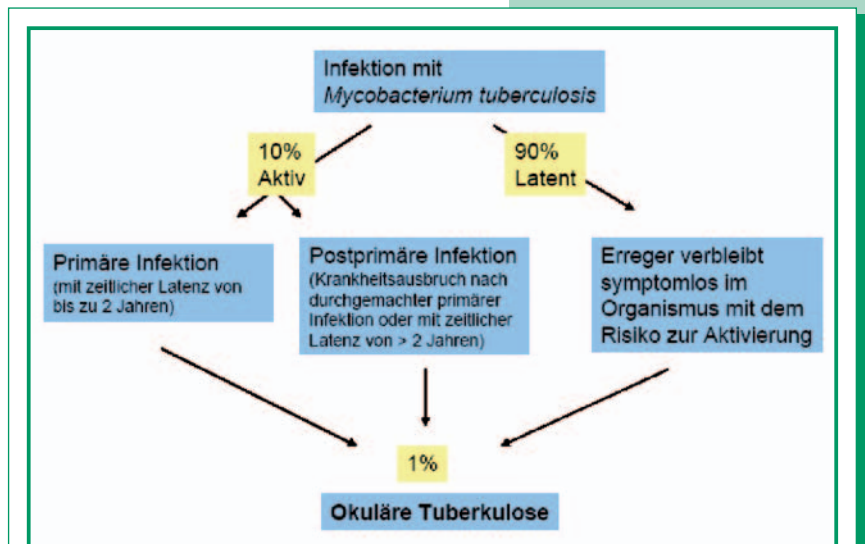 Infektion mit
Mycobacterium tuberculosis
10%
Aktiv
90%
Latent
Primäre Infektion
(mit zeitlicher Latenz von
bis zu 2 Jahren)
Postprimäre Infektion
(Krankheitsausbruch nach
durchgemachter primärer
Infektion oder mit zeitlicher
Latenz von > 2 Jahren)
Erreger verbleibt
symptomlos im
Organismus mit dem
Risiko zur Aktivierung
1%
Okuläre Tuberkulose